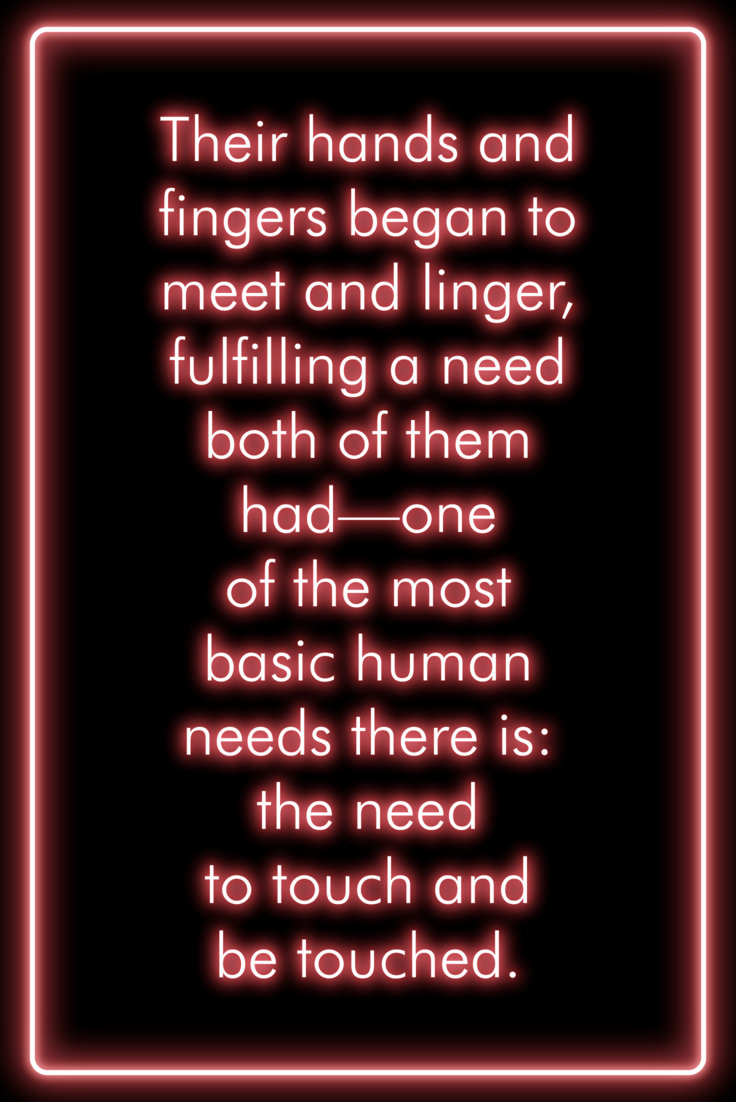 Their hands and
fingers began to
meet and linger,
fulfilling a need
both of them
had—one
of the most
basic human
needs there is:
the need
to touch and
be touched.